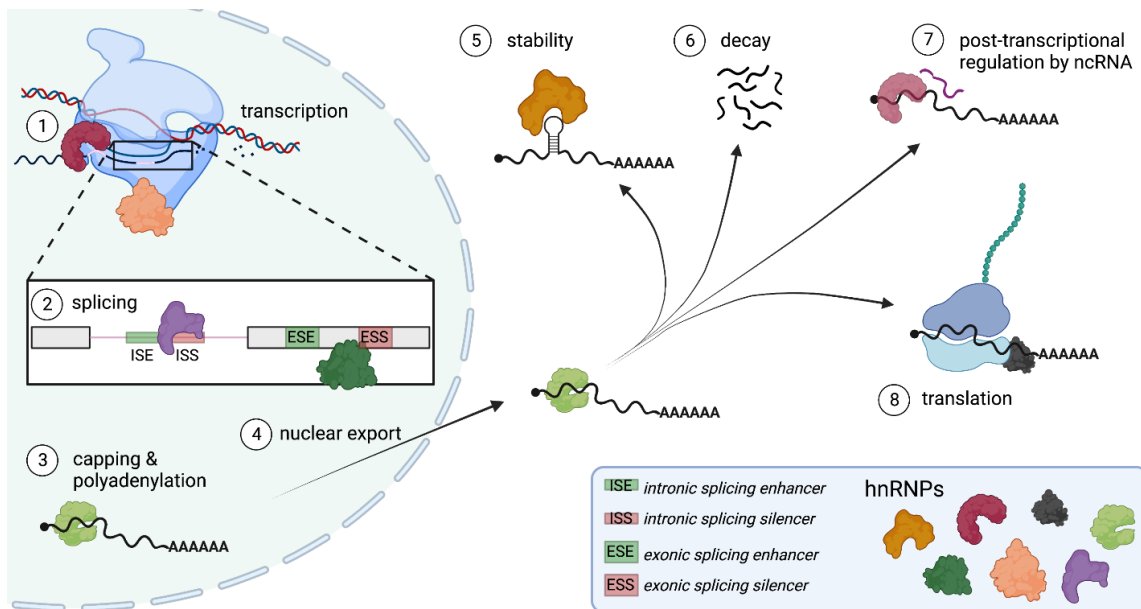 1
transcription
2 splicing
ISE ISS ESE ESS
3 capping &
polyadenylation
AAAAAA
4 nuclear export
AAAAAA
5 stability
AAAAAA
6 decay
7 post-transcriptional
regulation by ncRNA
AAAAAA
AAAAAA
8 translation
ISE intronic splicing enhancer
ISS intronic splicing silencer
ESE exonic splicing enhancer
ESS exonic splicing silencer
hnRNPs